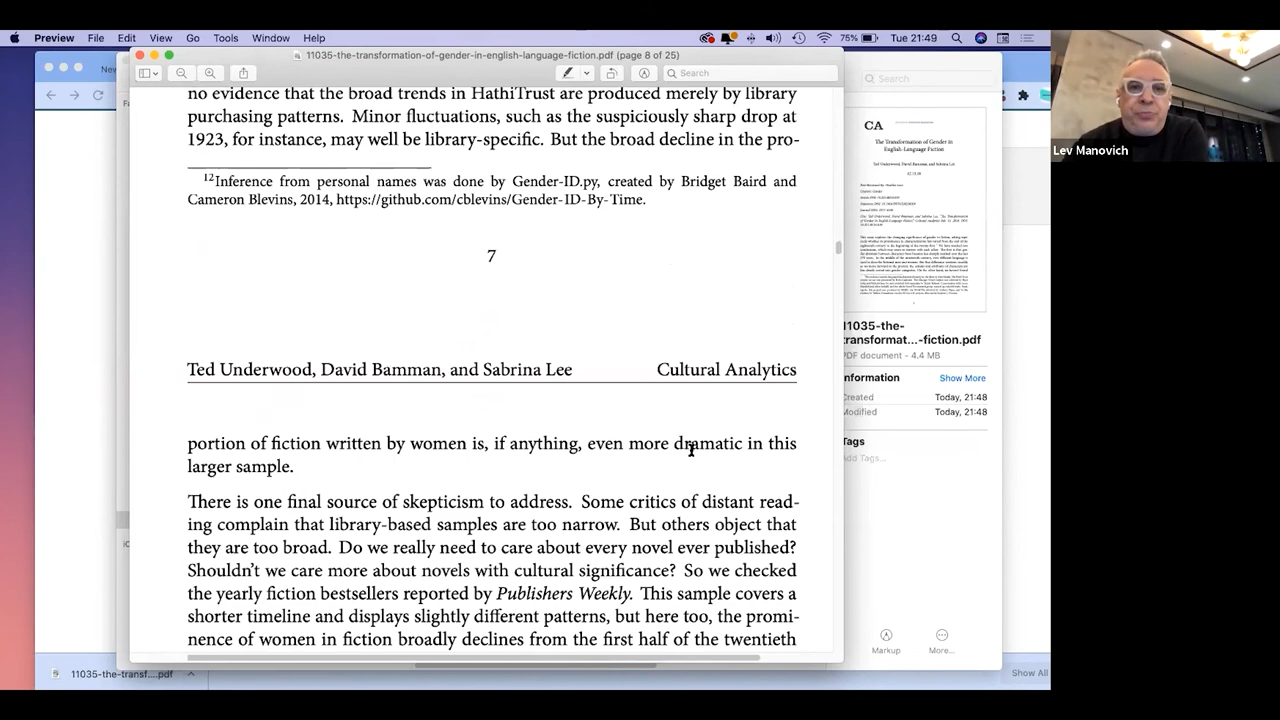 Preview File Edit View Go Tools Window Help
75% Tue 21:49
11035-the-transformation-of-gender-in-english-language-fiction.pdf (page 8 of 25)
Search
Search
no evidence that the broad trends in HathiTrust are produced merely by library
purchasing patterns. Minor fluctuations, such as the suspiciously sharp drop at
1923, for instance, may well be library-specific. But the broad decline in the pro-
12Inference from personal names was done by Gender-ID.py, created by Bridget Baird and
Cameron Blevins, 2014, https://github.com/cblevins/Gender-ID-By-Time.
7
Ted Underwood, David Bamman, and Sabrina Lee Cultural Analytics
portion of fiction written by women is, if anything, even more dramatic in this
larger sample.
There is one final source of skepticism to address. Some critics of distant read-
ing complain that library-based samples are too narrow. But others object that
they are too broad. Do we really need to care about every novel ever published?
Shouldn't we care more about novels with cultural significance? So we checked
the yearly fiction bestsellers reported by Publishers Weekly. This sample covers a
shorter timeline and displays slightly different patterns, but here too, the promi-
nence of women in fiction broadly declines from the first half of the twentieth
CA
The Transformation of Gender in
English-Language Fiction
Ted Underwood, David Bamman, and Sabrina Lee
11035-the-
transformat...-fiction.pdf
PDF document - 4.4 MB
Information Show More
Created Today, 21:48
Modified Today, 21:48
Tags
Add Tags...
Markup More...
11035-the-transf....pdf
Show All
Lev Manovich